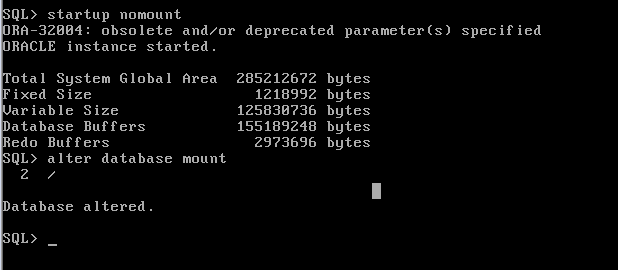 SQL> startup nomount
ORA-32004: obsolete and/or deprecated parameter(s) specified
ORACLE instance started.
Total System Global Area  285212672 bytes
Fixed Size                  1218992 bytes
Variable Size             125830736 bytes
Database Buffers          155189248 bytes
Redo Buffers                2973696 bytes
SQL> alter database mount
  2  /
Database altered.
SQL> _